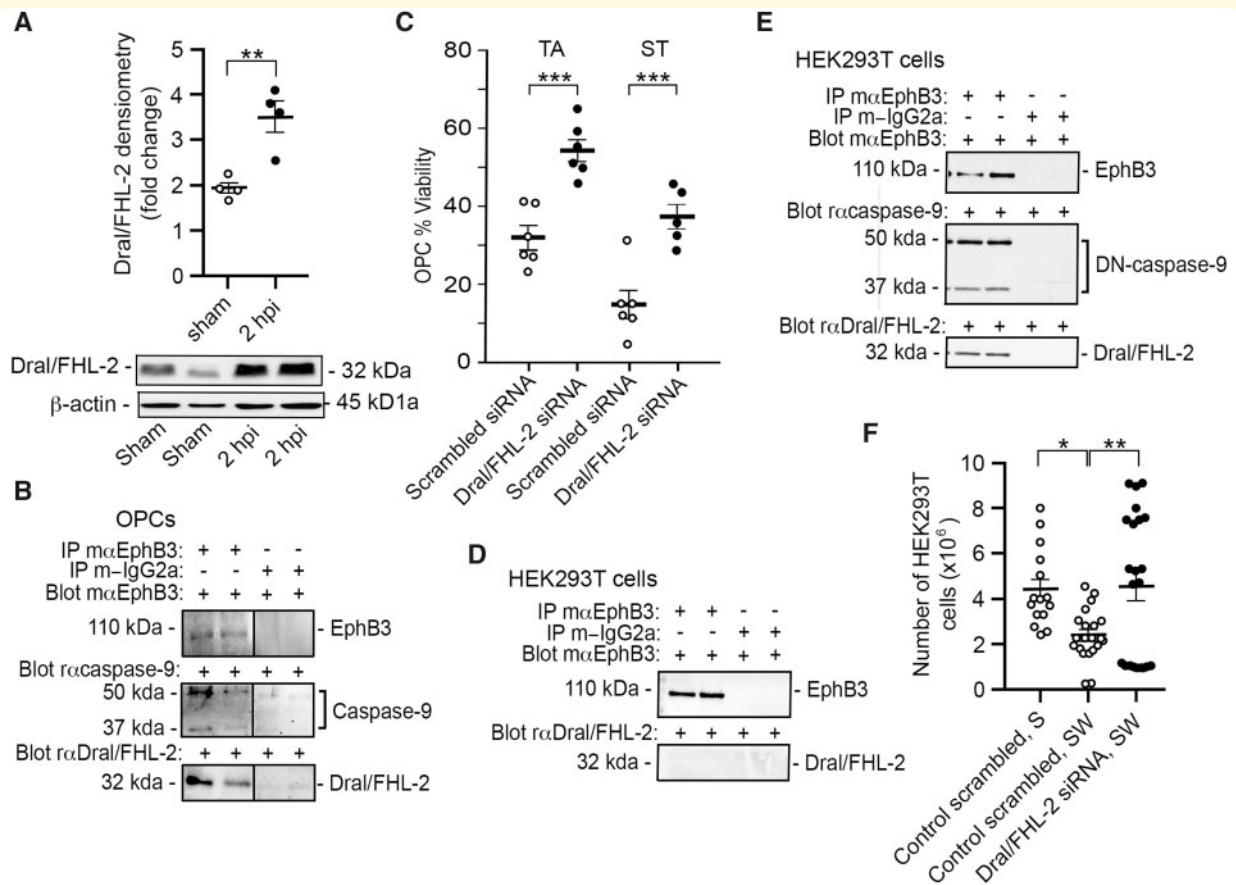 A
Dral/FHL-2 densiometry
(fold change)
5
4
3
2
1
0
**
sham
2 hpi
Dral/FHL-2 -
- 32 kDa
β-actin -
- 45 kD1a
Sham
Sham
2 hpi
2 hpi
B
OPCs
IP mαEphB3: + + - -
IP m-IgG2a: - - + +
Blot mαEphB3: + + + +
110 kDa -
- EphB3
Blot rαcaspase-9: + + + +
50 kda -
37 kda -
Caspase-9
Blot rαDral/FHL-2: + + + +
32 kda -
- Dral/FHL-2
C
OPC % Viability
80
60
40
20
0
TA
ST
***
***
Scrambled siRNA
Dral/FHL-2 siRNA
Scrambled siRNA
Dral/FHL-2 siRNA
D
HEK293T cells
IP mαEphB3: + + - -
IP m-IgG2a: - - + +
Blot mαEphB3: + + + +
110 kDa -
- EphB3
Blot rαDral/FHL-2: + + + +
32 kda -
- Dral/FHL-2
E
HEK293T cells
IP mαEphB3: + + - -
IP m-IgG2a: - - + +
Blot mαEphB3: + + + +
110 kDa -
- EphB3
Blot rαcaspase-9: + + + +
50 kda -
37 kda -
DN-caspase-9
Blot rαDral/FHL-2: + + + +
32 kDa -
- Dral/FHL-2
F
Number of HEK293T
cells (x10⁶ )
10
8
6
4
2
0
*
**
Control scrambled, S
Control scrambled, SW
Dral/FHL-2 siRNA, SW